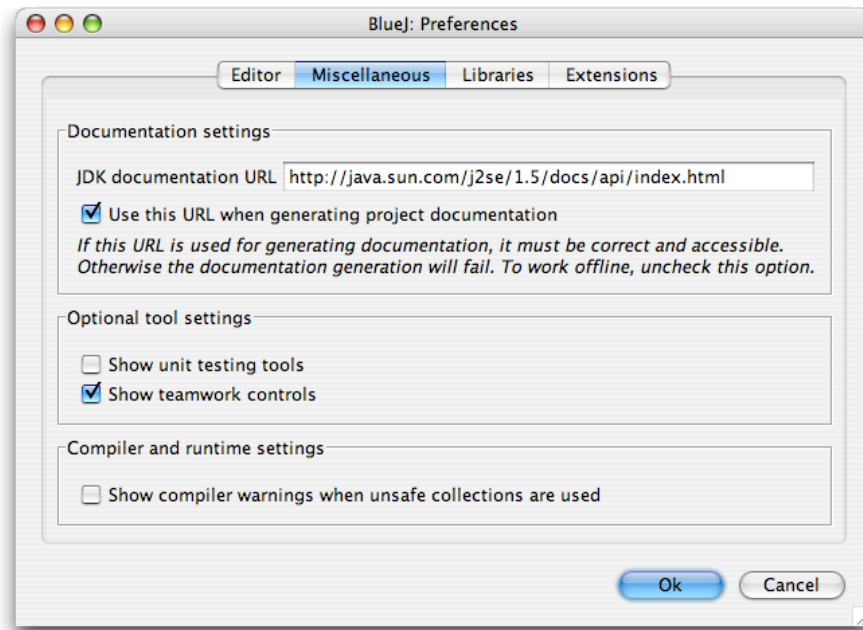 BlueJ: Preferences
Editor Miscellaneous Libraries Extensions
Documentation settings
JDK documentation URL http://java.sun.com/j2se/1.5/docs/api/index.html
Use this URL when generating project documentation
If this URL is used for generating documentation, it must be correct and accessible.
Otherwise the documentation generation will fail. To work offline, uncheck this option.
Optional tool settings
Show unit testing tools
Show teamwork controls
Compiler and runtime settings
Show compiler warnings when unsafe collections are used
Ok Cancel